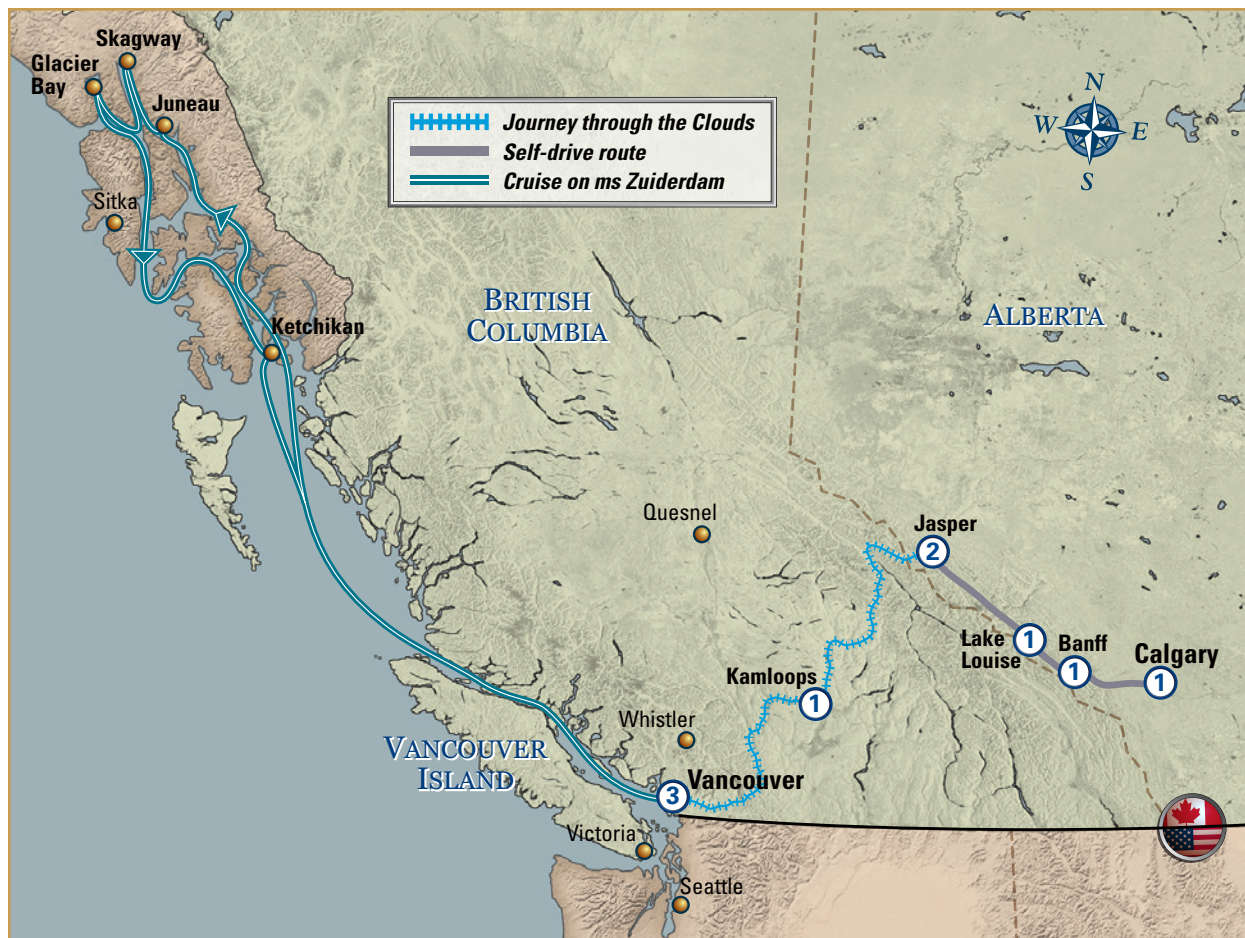 Skagway
Glacier
Bay
Juneau
Journey through the Clouds
Self-drive route
Cruise on ms Zuiderdam
N
W
E
S
Sitka
BRITISH
COLUMBIA
ALBERTA
Ketchikan
Quesnel
Jasper
2
Lake
Louise
1
Banff
1
Calgary
1
Kamloops
1
Whistler
VANCOUVER
ISLAND
Vancouver
3
Victoria
Seattle